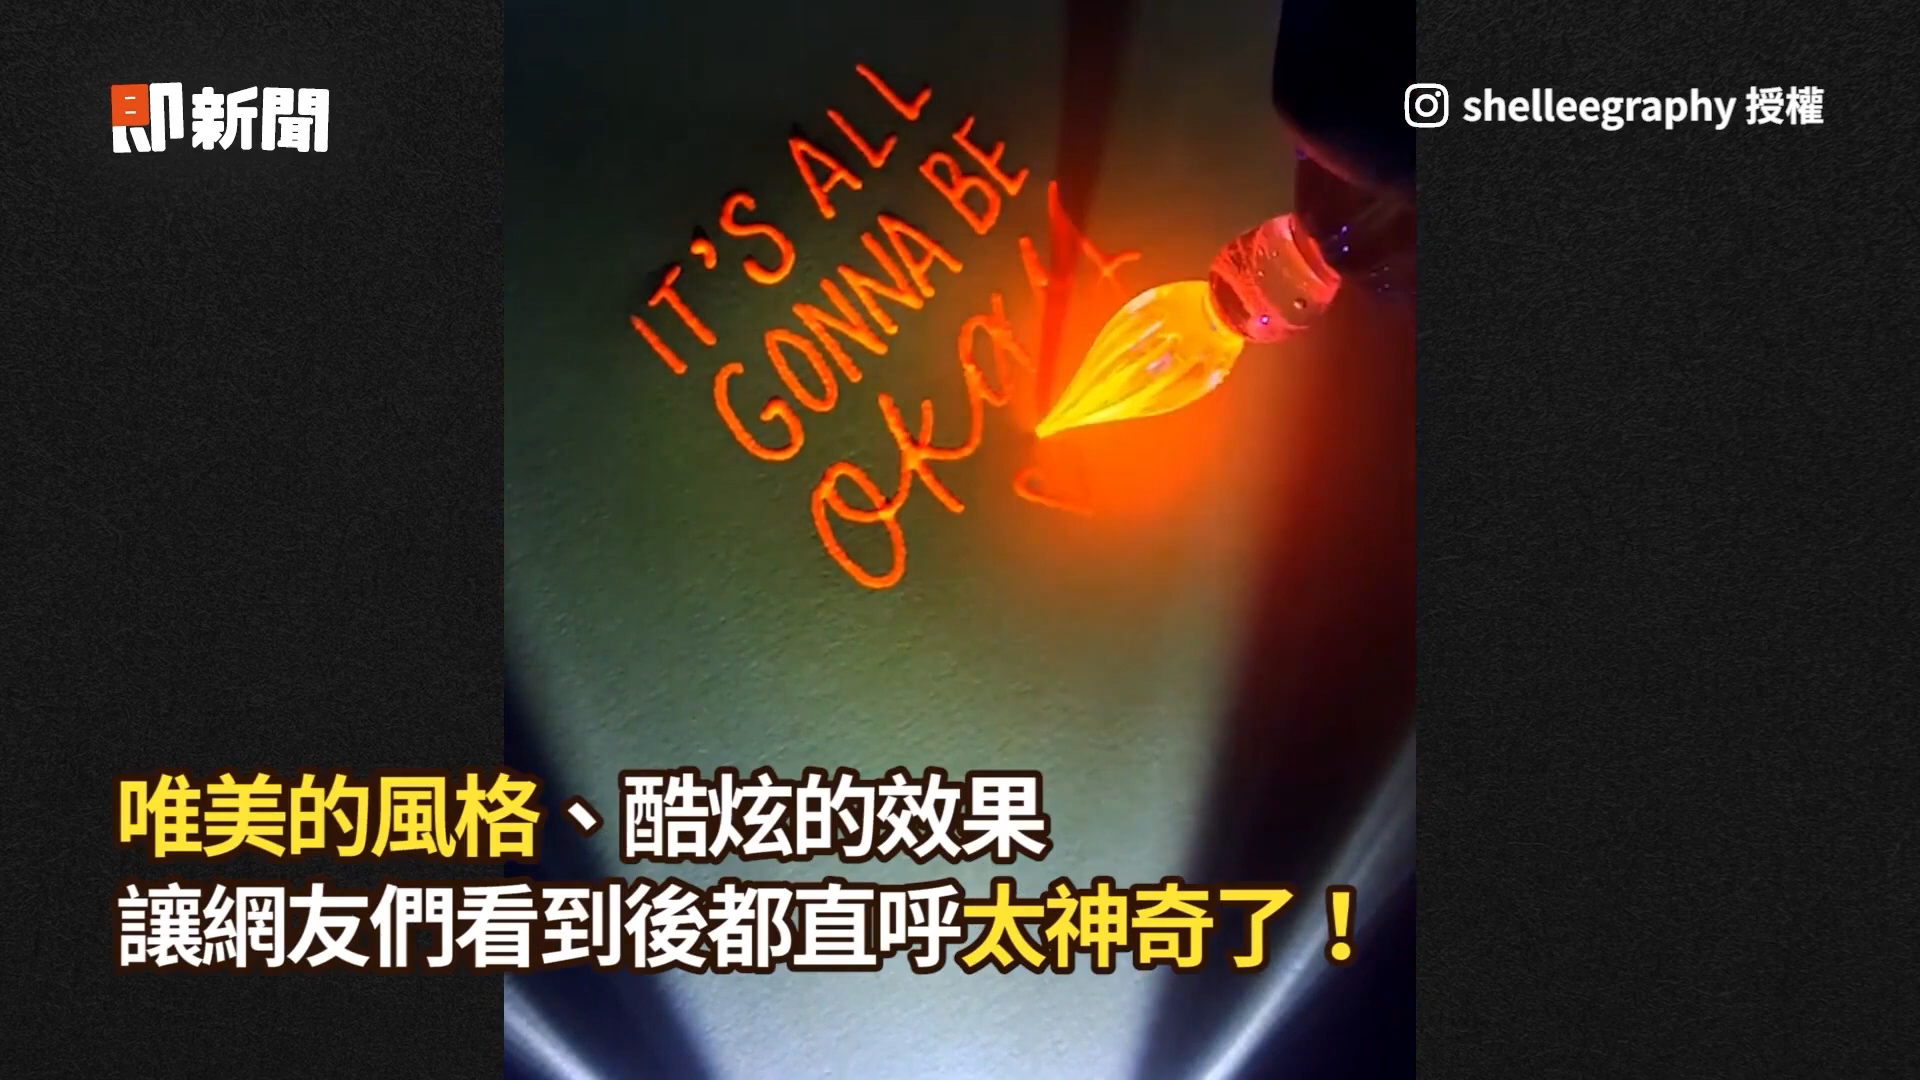 即新聞
shelleegraphy 授權
IT'S ALL
GONNA BE
okay
唯美的風格、酷炫的效果
讓網友們看到後都直呼太神奇了！